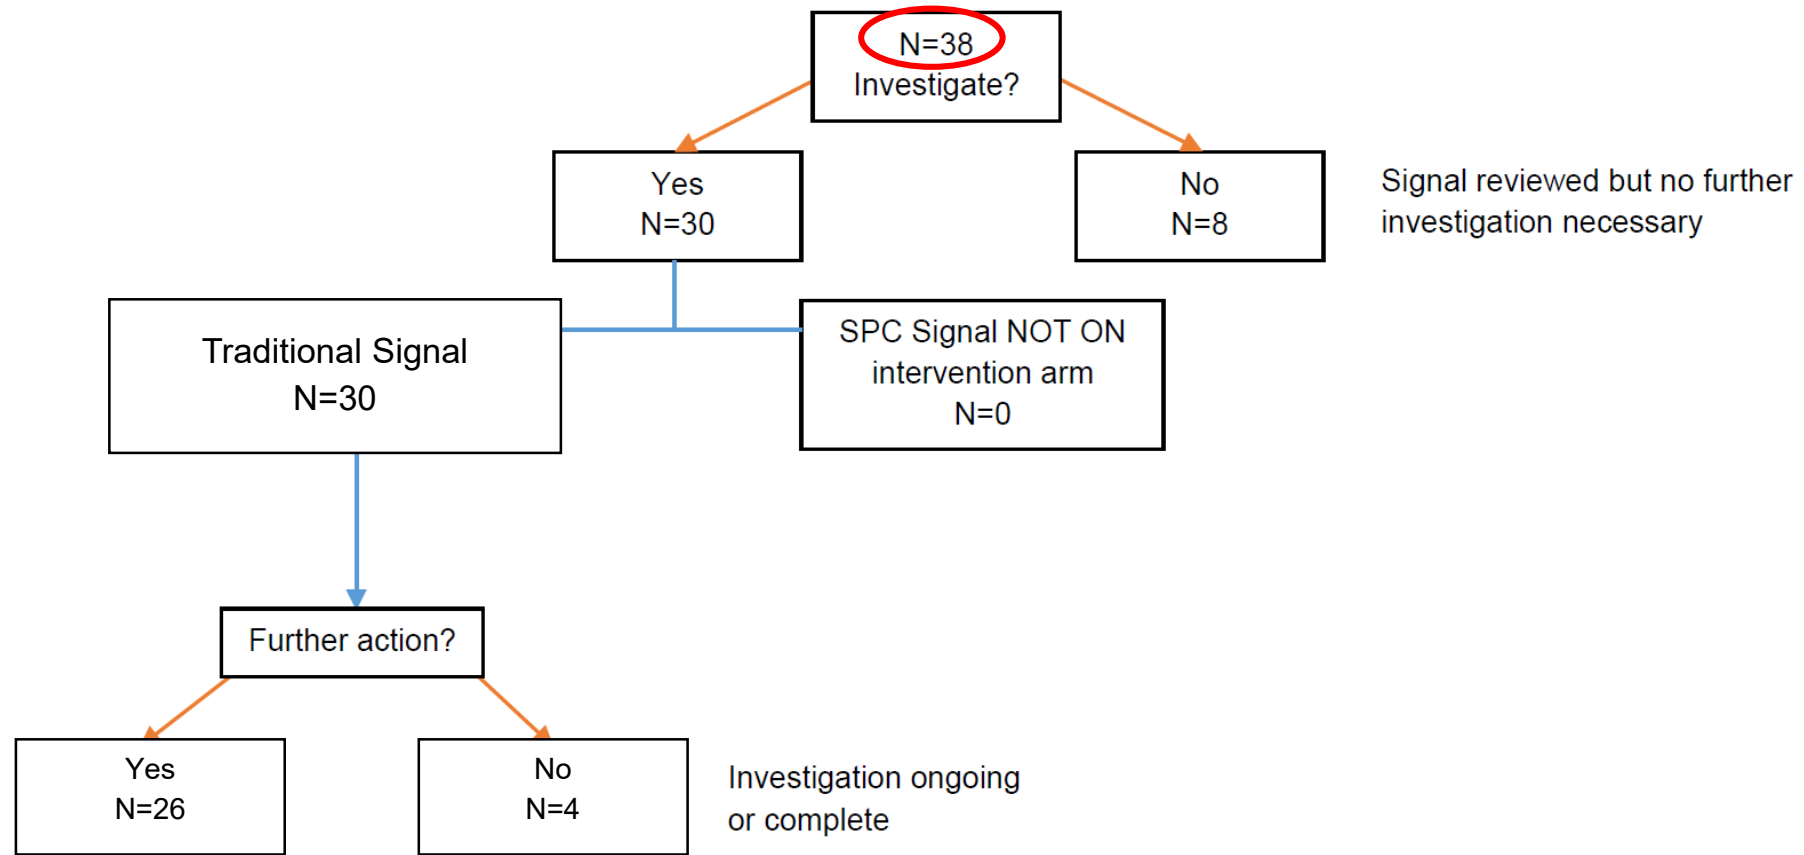 N=38
Investigate?
Yes
N=30
No
N=8
Signal reviewed but no further
investigation necessary
Traditional Signal
N=30
SPC Signal NOT ON
intervention arm
N=0
Further action?
Yes
N=26
No
N=4
Investigation ongoing
or complete